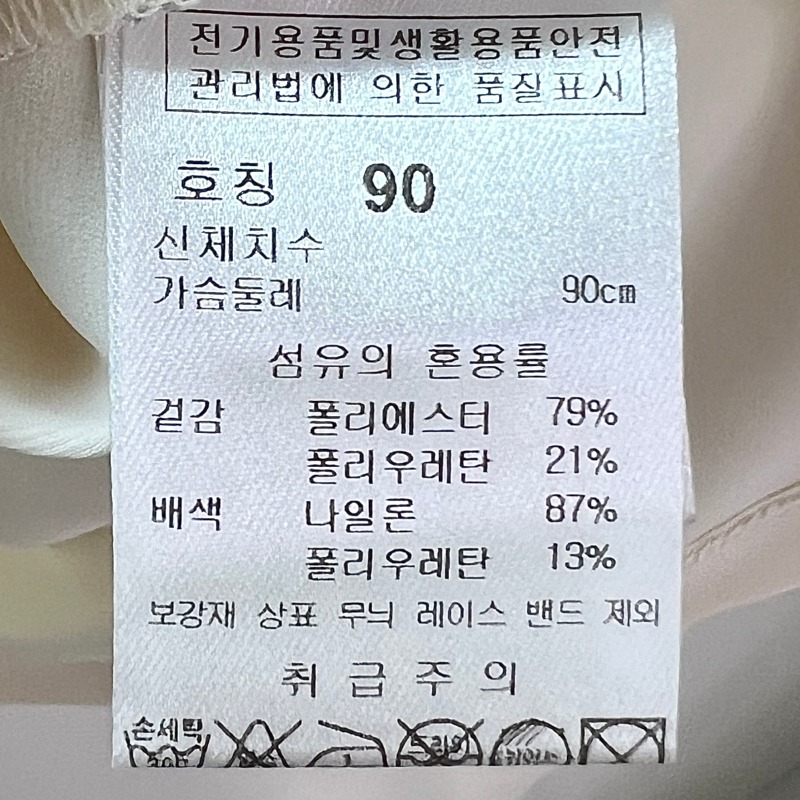 전기용품및생활용품안전
관리법에 의한 품질표시
호칭 90
신체치수
가슴둘레 90cm
섬유의 혼용률
겉감 폴리에스터 79%
폴리우레탄 21%
배색 나일론 87%
폴리우레탄 13%
보강재 상표 무늬 레이스 밴드 제외
취급주의
손세탁